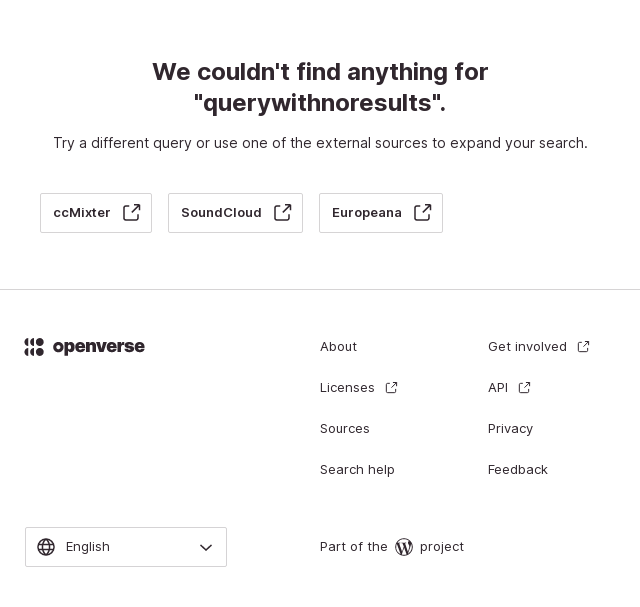 We couldn't find anything for
"querywithnoresults".
Try a different query or use one of the external sources to expand your search.
ccMixter
SoundCloud
Europeana
openverse
About
Get involved
Licenses
API
Sources
Privacy
Search help
Feedback
English
Part of the
project